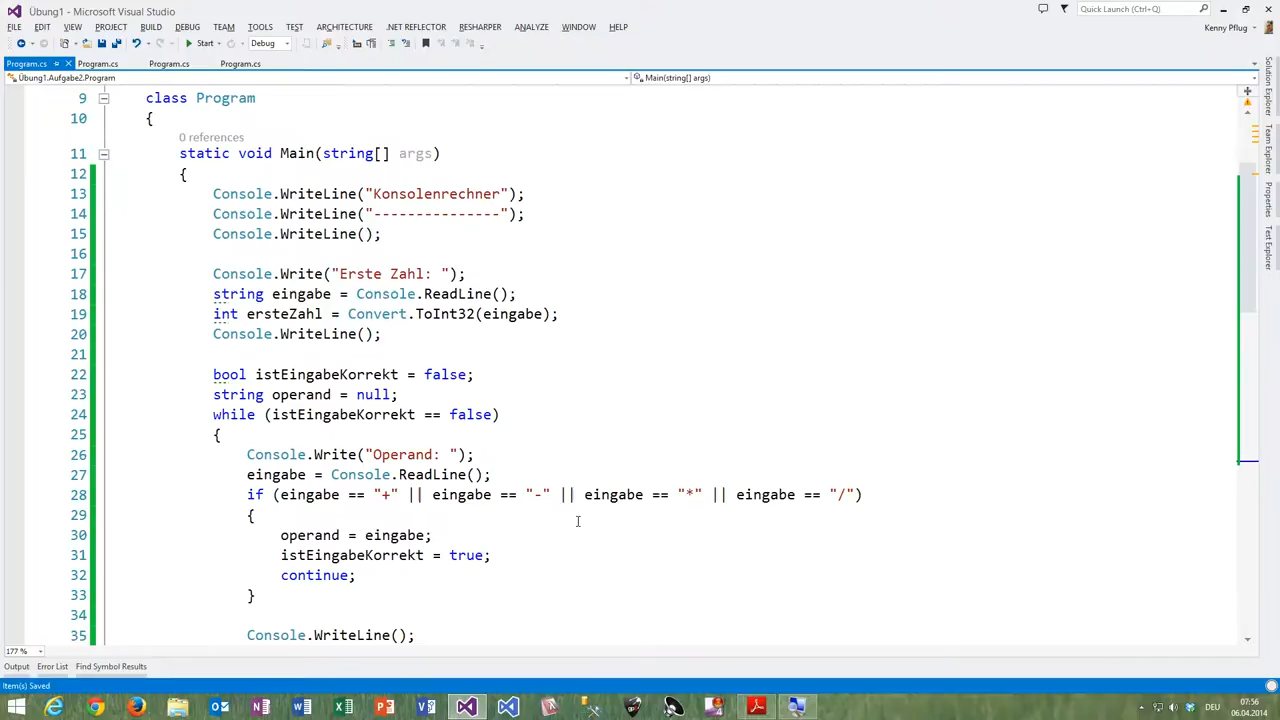 Übung1 - Microsoft Visual Studio
Quick Launch (Ctrl+Q)
FILE EDIT VIEW PROJECT BUILD DEBUG TEAM TOOLS TEST ARCHITECTURE .NET REFLECTOR RESHARPER ANALYZE WINDOW HELP
Kenny Pflug
Start Debug
Program.cs Program.cs Program.cs Program.cs
Übung1.Aufgabe2.Program Main(string[] args)
9 class Program
10 {
0 references
11 static void Main(string[] args)
12 {
13 Console.WriteLine("Konsolenrechner");
14 Console.WriteLine("---------------");
15 Console.WriteLine();
16
17 Console.Write("Erste Zahl: ");
18 string eingabe = Console.ReadLine();
19 int ersteZahl = Convert.ToInt32(eingabe);
20 Console.WriteLine();
21
22 bool istEingabeKorrekt = false;
23 string operand = null;
24 while (istEingabeKorrekt == false)
25 {
26 Console.Write("Operand: ");
27 eingabe = Console.ReadLine();
28 if (eingabe == "+" || eingabe == "-" || eingabe == "*" || eingabe == "/")
29 {
30 operand = eingabe;
31 istEingabeKorrekt = true;
32 continue;
33 }
34
35 Console.WriteLine();
Solution Explorer
Team Explorer
Properties
Test Explorer
177 %
Output Error List Find Symbol Results
Item(s) Saved
DEU
07:56
06.04.2014